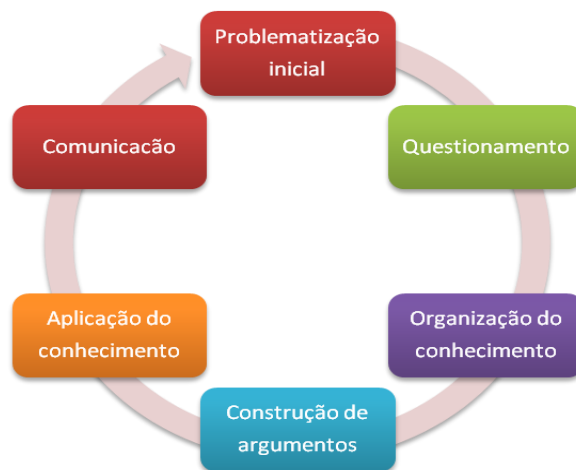 Problematização
inicial
Questionamento
Organização do
conhecimento
Construção de
argumentos
Aplicação do
conhecimento
Comunicacão